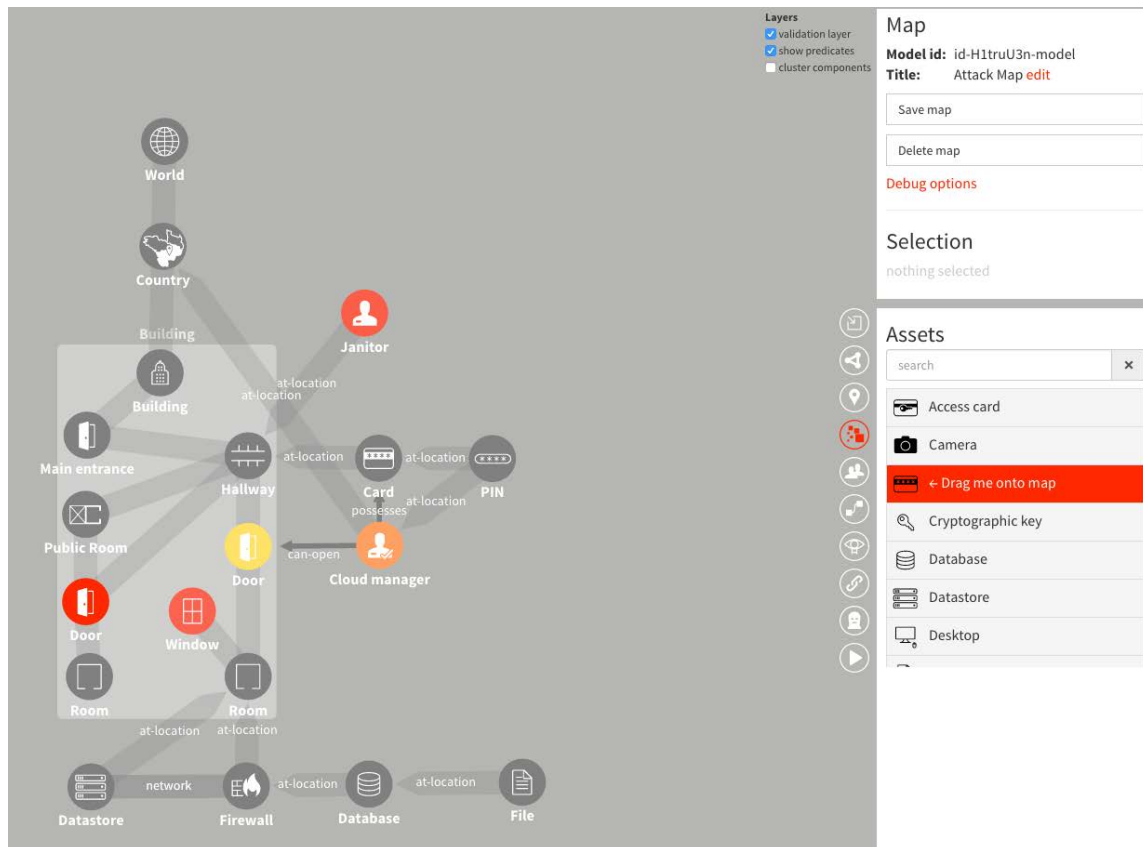 Layers
validation layer
show predicates
cluster components
World
Country
Building
Janitor
at-location
at-location
Building
Main entrance
Hallway
at-location
Card
at-location
PIN
possesses
at-location
Public Room
can-open
Door
Cloud manager
Door
Window
Room
Room
at-location
at-location
network
at-location
at-location
Datastore
Firewall
Database
File
Map
Model id: id-H1truU3n-model
Title: Attack Map edit
Save map
Delete map
Debug options
Selection
nothing selected
Assets
search
Access card
Camera
← Drag me onto map
Cryptographic key
Database
Datastore
Desktop